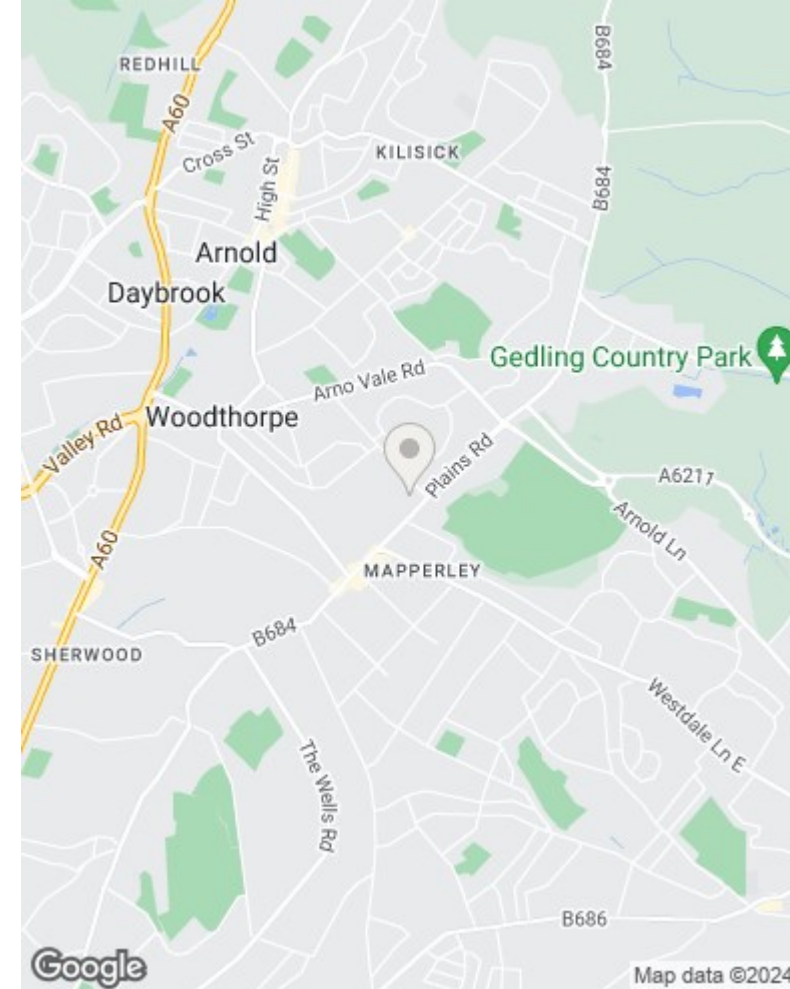 B684
REDHILL
A60
Cross St
KILISICK
High St
B684
Arnold
Daybrook
Gedling Country Park
Arno Vale Rd
Woodthorpe
Valley Rd
Plains Rd
A6211
Arnold Ln
A60
MAPPERLEY
B684
SHERWOOD
Westdale Ln E
The Wells Rd
B686
Google
Map data ©2024